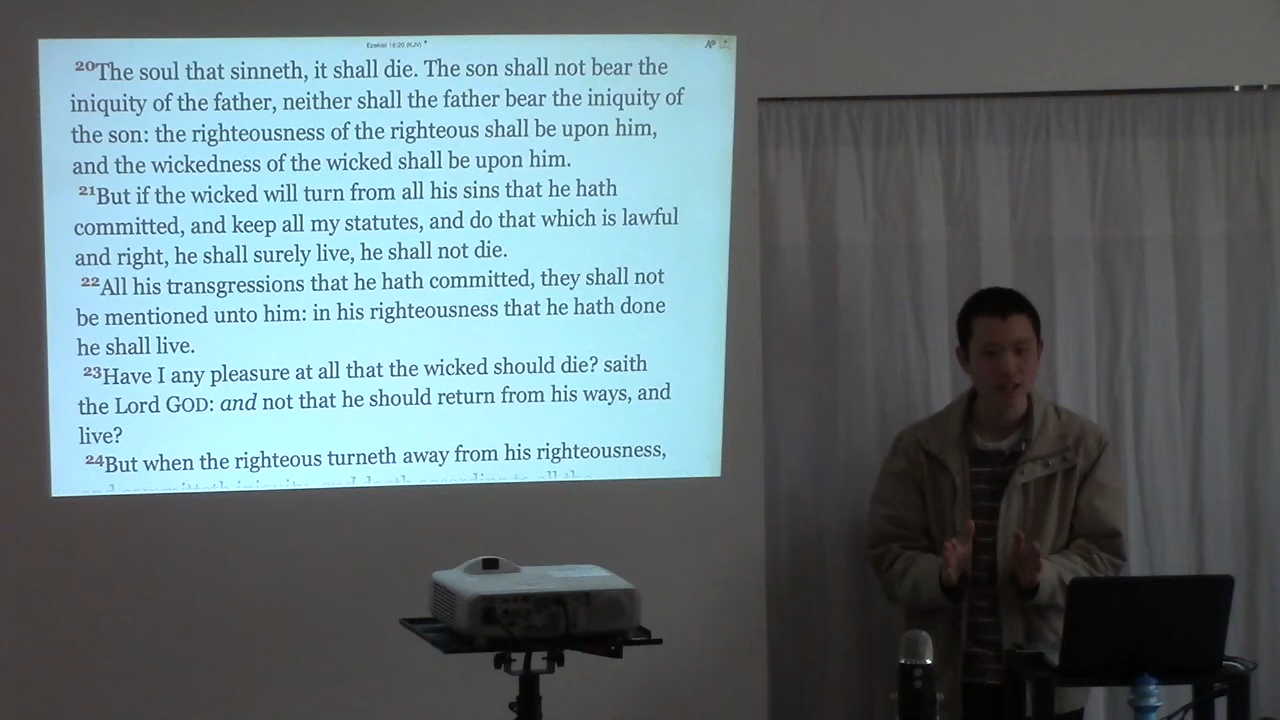 Ezekiel 18:20 (KJV)
20The soul that sinneth, it shall die. The son shall not bear the
iniquity of the father, neither shall the father bear the iniquity of
the son: the righteousness of the righteous shall be upon him,
and the wickedness of the wicked shall be upon him.
21But if the wicked will turn from all his sins that he hath
committed, and keep all my statutes, and do that which is lawful
and right, he shall surely live, he shall not die.
22All his transgressions that he hath committed, they shall not
be mentioned unto him: in his righteousness that he hath done
he shall live.
23Have I any pleasure at all that the wicked should die? saith
the Lord GOD: and not that he should return from his ways, and
live?
24But when the righteous turneth away from his righteousness,